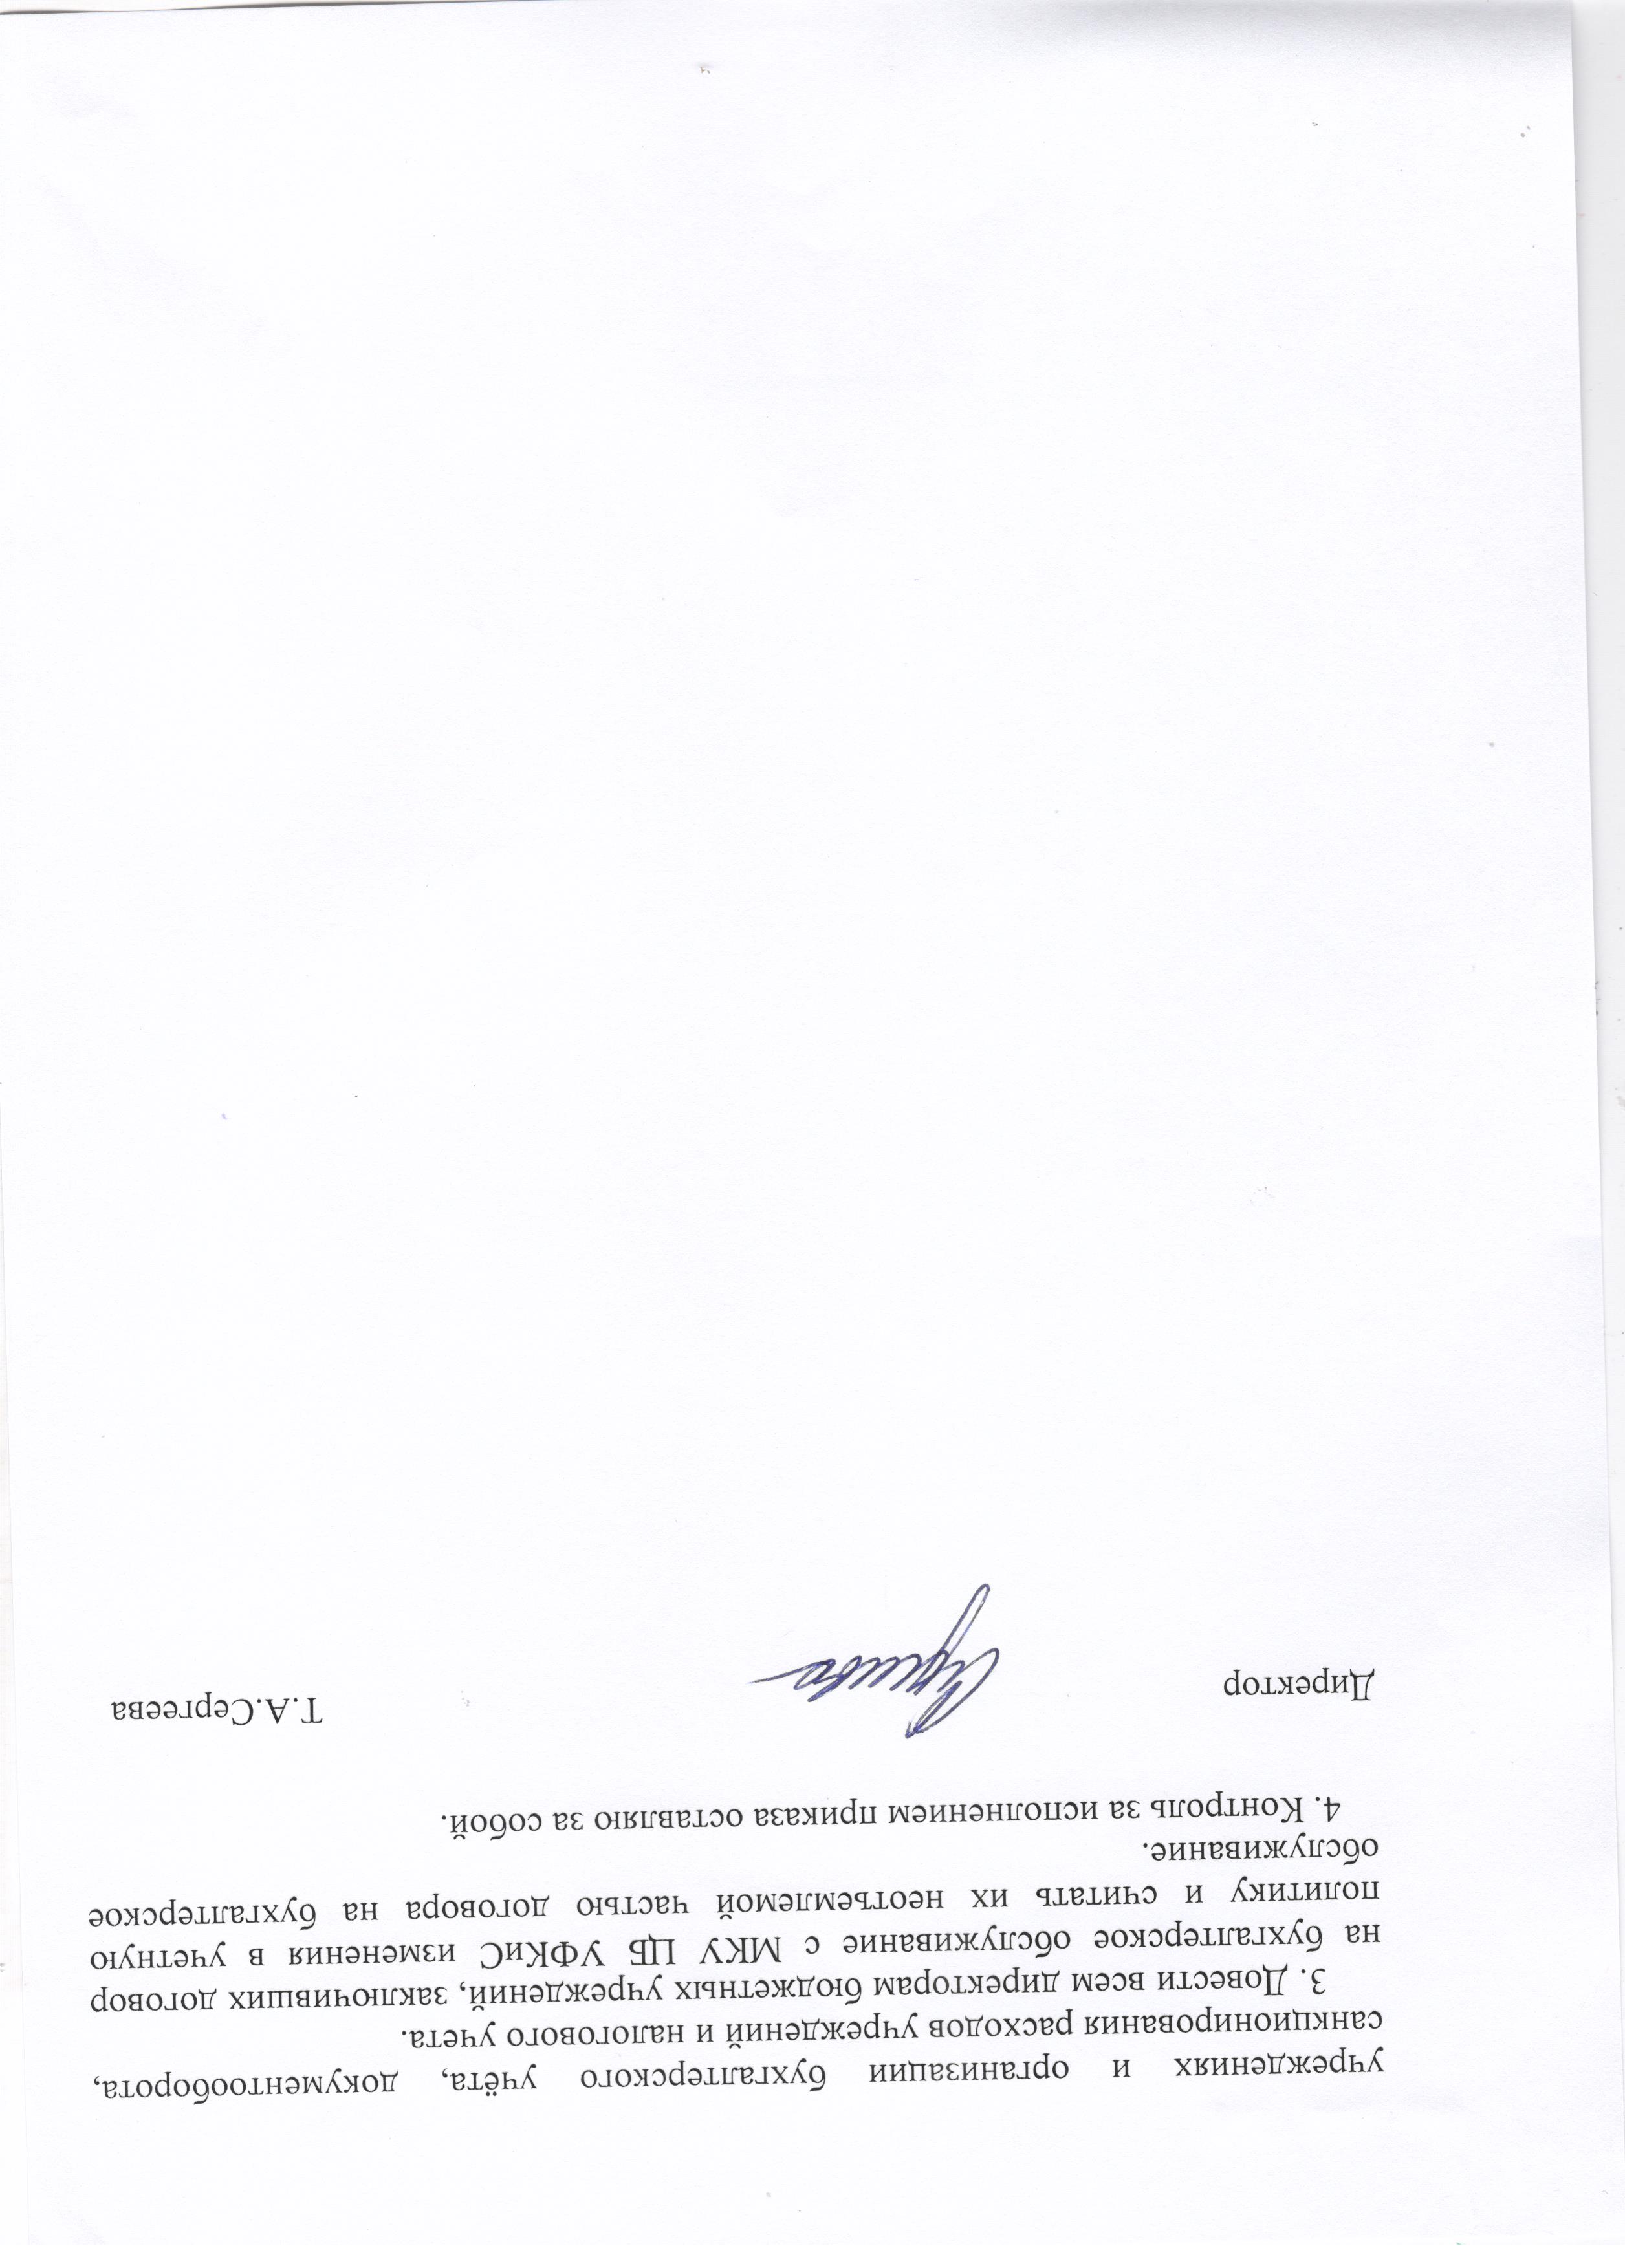 учреждениях и организации бухгалтерского учёта, документооборота,
санкционирования расходов учреждений и налогового учета.
3. Довести всем директорам бюджетных учреждений, заключивших договор
на бухгалтерское обслуживание с МКУ ЦБ УФКиС изменения в учетную
политику и считать их неотъемлемой частью договора на бухгалтерское
обслуживание.
4. Контроль за исполнением приказа оставляю за собой.
Директор Т.А.Сергеева